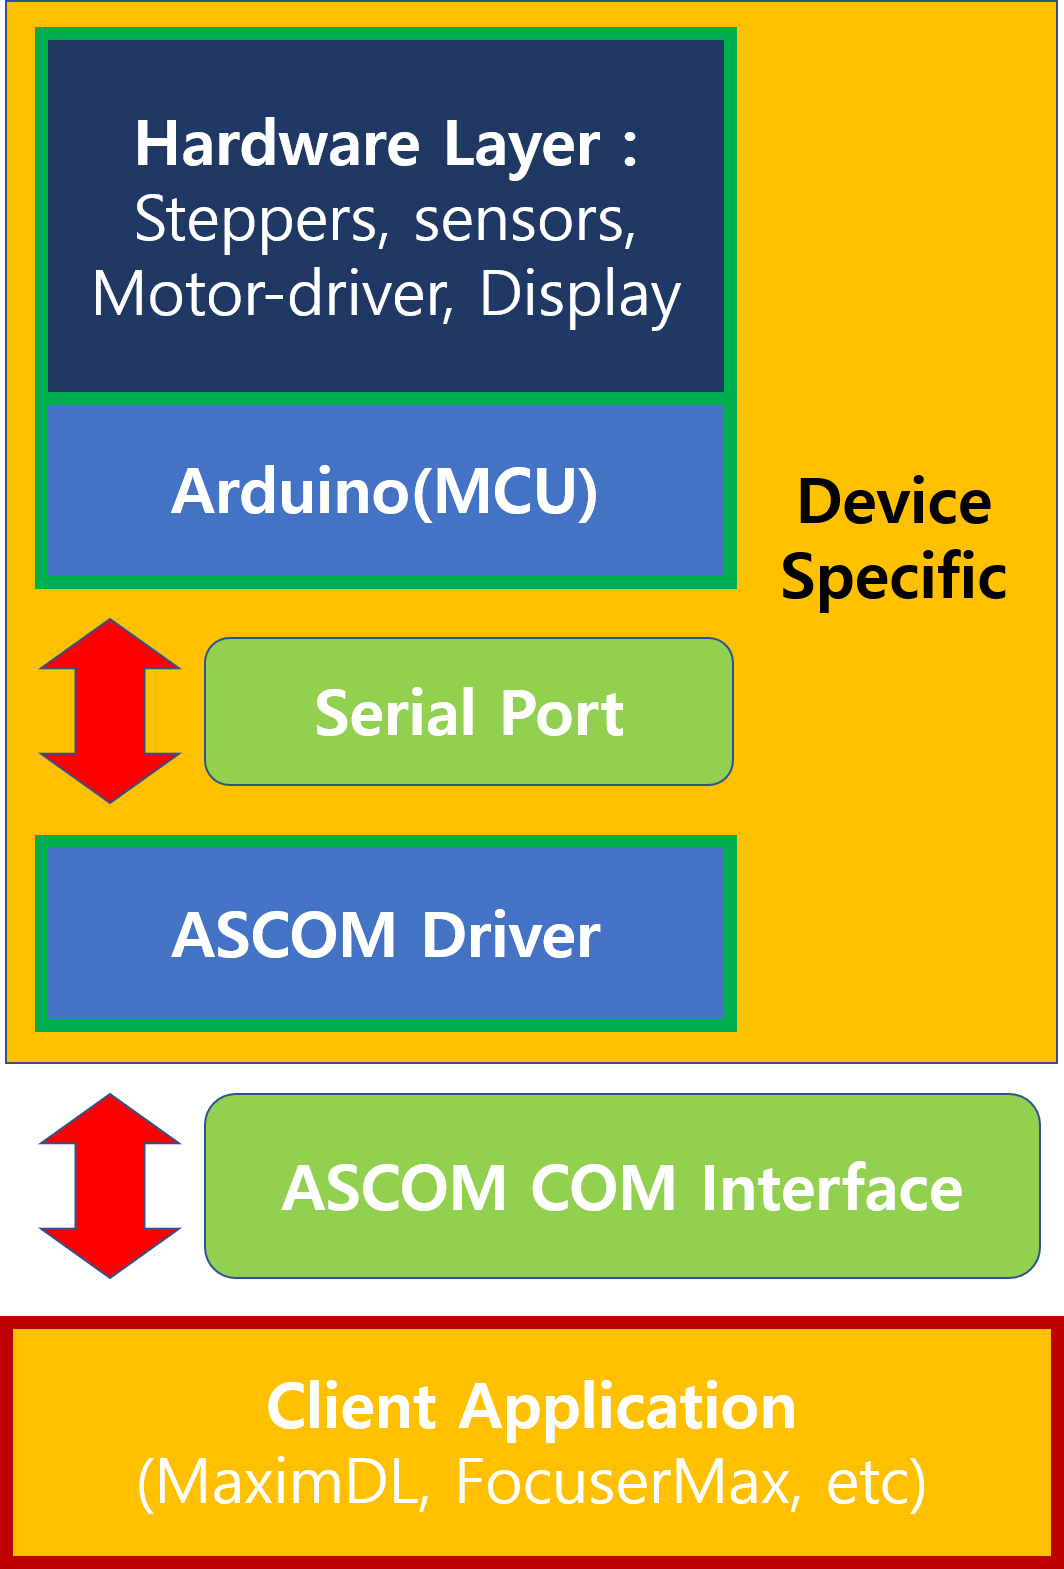 Hardware Layer :
Steppers, sensors,
Motor-driver, Display
Arduino(MCU)
Device
Specific
Serial Port
ASCOM Driver
ASCOM COM Interface
Client Application
(MaximDL, FocuserMax, etc)